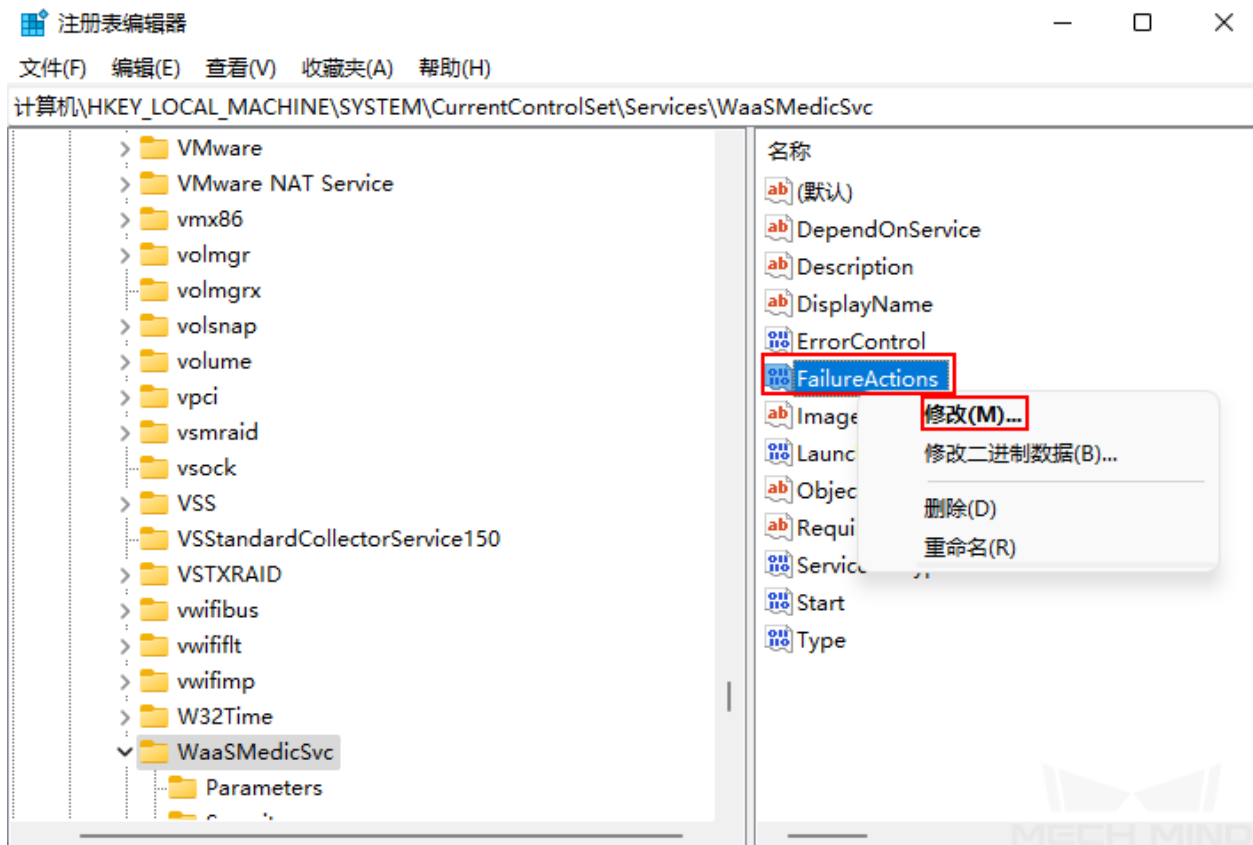 注册表编辑器
文件(F) 编辑(E) 查看(V) 收藏夹(A) 帮助(H)
计算机\HKEY_LOCAL_MACHINE\SYSTEM\CurrentControlSet\Services\WaaSMedicSvc
VMware
VMware NAT Service
vmx86
volmgr
volmgrx
volsnap
volume
vpci
vsmraid
vsock
VSS
VSStandardCollectorService150
VSTXRAID
vwifibus
vwififlt
vwifimp
W32Time
WaaSMedicSvc
Parameters
名称
(默认)
DependOnService
Description
DisplayName
ErrorControl
FailureActions
Image
Launc
Objec
Requi
Service
Start
Type
修改(M)...
修改二进制数据(B)...
删除(D)
重命名(R)
MECH MIND